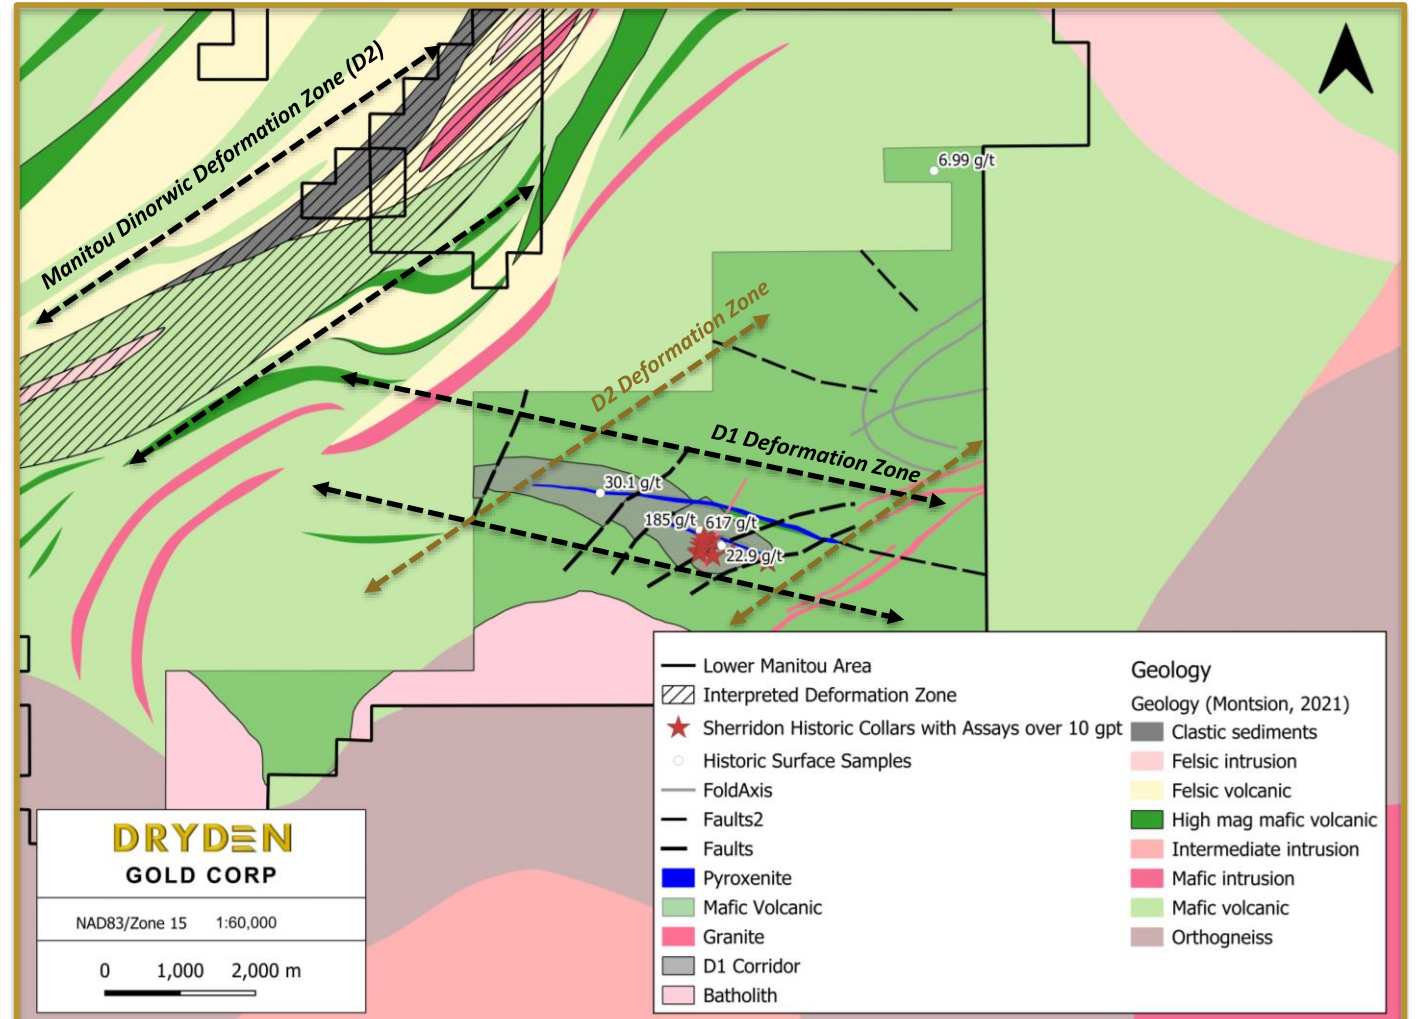 Manitou Dinorwic Deformation Zone (D2)
6.99 g/t
D2 Deformation Zone
D1 Deformation Zone
30.1 g/t
185 g/t
617 g/t
22.9 g/t
Lower Manitou Area
Interpreted Deformation Zone
Sherridon Historic Collars with Assays over 10 gpt
Historic Surface Samples
FoldAxis
Faults2
Faults
Pyroxenite
Mafic Volcanic
Granite
D1 Corridor
Batholith
Geology
Geology (Montsion, 2021)
Clastic sediments
Felsic intrusion
Felsic volcanic
High mag mafic volcanic
Intermediate intrusion
Mafic intrusion
Mafic volcanic
Orthogneiss
DRYDEN
GOLD CORP
NAD83/Zone 15 1:60,000
0 1,000 2,000 m